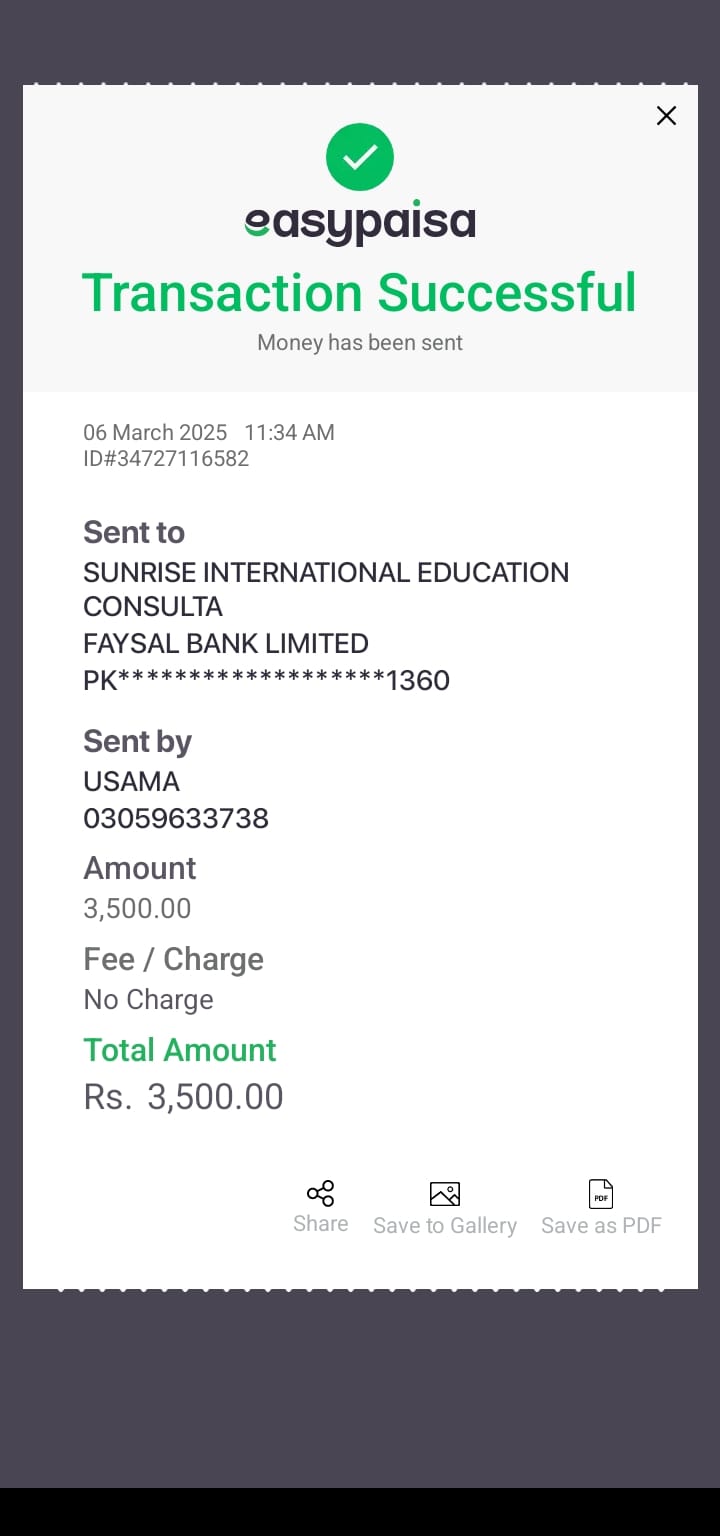 easypaisa
Transaction Successful
Money has been sent
06 March 2025 11:34 AM
ID#34727116582
Sent to
SUNRISE INTERNATIONAL EDUCATION
CONSULTA
FAYSAL BANK LIMITED
PK*******************1360
Sent by
USAMA
03059633738
Amount
3,500.00
Fee / Charge
No Charge
Total Amount
Rs. 3,500.00
PDF
Share Save to Gallery Save as PDF